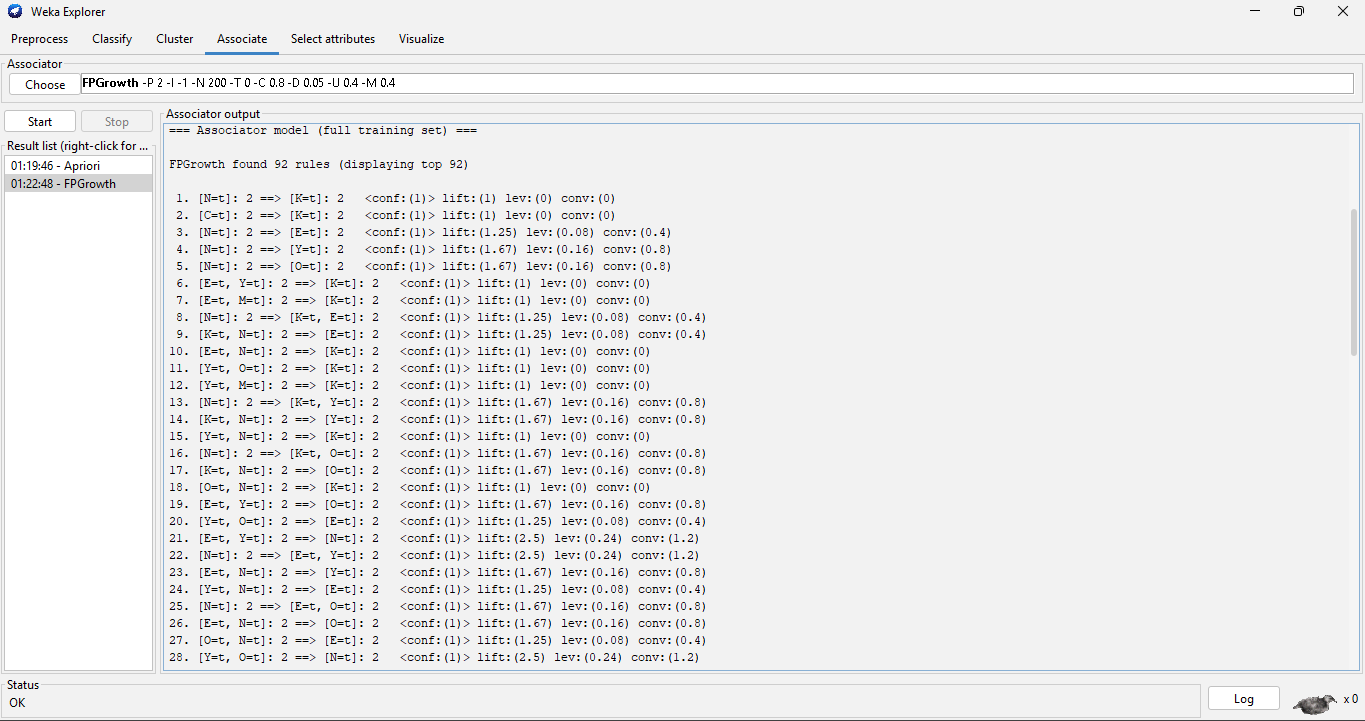 Weka Explorer
Preprocess Classify Cluster Associate Select attributes Visualize
Associator
Choose FPGrowth -P 2 -I -1 -N 200 -T 0 -C 0.8 -D 0.05 -U 0.4 -M 0.4
Start Stop
Result list (right-click for ...
01:19:46 - Apriori
01:22:48 - FPGrowth
Associator output
=== Associator model (full training set) ===
FPGrowth found 92 rules (displaying top 92)
1. [N=t]: 2 ==> [K=t]: 2 <conf:(1)> lift:(1) lev:(0) conv:(0)
2. [C=t]: 2 ==> [K=t]: 2 <conf:(1)> lift:(1) lev:(0) conv:(0)
3. [N=t]: 2 ==> [E=t]: 2 <conf:(1)> lift:(1.25) lev:(0.08) conv:(0.4)
4. [N=t]: 2 ==> [Y=t]: 2 <conf:(1)> lift:(1.67) lev:(0.16) conv:(0.8)
5. [N=t]: 2 ==> [O=t]: 2 <conf:(1)> lift:(1.67) lev:(0.16) conv:(0.8)
6. [E=t, Y=t]: 2 ==> [K=t]: 2 <conf:(1)> lift:(1) lev:(0) conv:(0)
7. [E=t, M=t]: 2 ==> [K=t]: 2 <conf:(1)> lift:(1) lev:(0) conv:(0)
8. [N=t]: 2 ==> [K=t, E=t]: 2 <conf:(1)> lift:(1.25) lev:(0.08) conv:(0.4)
9. [K=t, N=t]: 2 ==> [E=t]: 2 <conf:(1)> lift:(1.25) lev:(0.08) conv:(0.4)
10. [E=t, N=t]: 2 ==> [K=t]: 2 <conf:(1)> lift:(1) lev:(0) conv:(0)
11. [Y=t, O=t]: 2 ==> [K=t]: 2 <conf:(1)> lift:(1) lev:(0) conv:(0)
12. [Y=t, M=t]: 2 ==> [K=t]: 2 <conf:(1)> lift:(1) lev:(0) conv:(0)
13. [N=t]: 2 ==> [K=t, Y=t]: 2 <conf:(1)> lift:(1.67) lev:(0.16) conv:(0.8)
14. [K=t, N=t]: 2 ==> [Y=t]: 2 <conf:(1)> lift:(1.67) lev:(0.16) conv:(0.8)
15. [Y=t, N=t]: 2 ==> [K=t]: 2 <conf:(1)> lift:(1) lev:(0) conv:(0)
16. [N=t]: 2 ==> [K=t, O=t]: 2 <conf:(1)> lift:(1.67) lev:(0.16) conv:(0.8)
17. [K=t, N=t]: 2 ==> [O=t]: 2 <conf:(1)> lift:(1.67) lev:(0.16) conv:(0.8)
18. [O=t, N=t]: 2 ==> [K=t]: 2 <conf:(1)> lift:(1) lev:(0) conv:(0)
19. [E=t, Y=t]: 2 ==> [O=t]: 2 <conf:(1)> lift:(1.67) lev:(0.16) conv:(0.8)
20. [Y=t, O=t]: 2 ==> [E=t]: 2 <conf:(1)> lift:(1.25) lev:(0.08) conv:(0.4)
21. [E=t, Y=t]: 2 ==> [N=t]: 2 <conf:(1)> lift:(2.5) lev:(0.24) conv:(1.2)
22. [N=t]: 2 ==> [E=t, Y=t]: 2 <conf:(1)> lift:(2.5) lev:(0.24) conv:(1.2)
23. [E=t, N=t]: 2 ==> [Y=t]: 2 <conf:(1)> lift:(1.67) lev:(0.16) conv:(0.8)
24. [Y=t, N=t]: 2 ==> [E=t]: 2 <conf:(1)> lift:(1.25) lev:(0.08) conv:(0.4)
25. [N=t]: 2 ==> [E=t, O=t]: 2 <conf:(1)> lift:(1.67) lev:(0.16) conv:(0.8)
26. [E=t, N=t]: 2 ==> [O=t]: 2 <conf:(1)> lift:(1.67) lev:(0.16) conv:(0.8)
27. [O=t, N=t]: 2 ==> [E=t]: 2 <conf:(1)> lift:(1.25) lev:(0.08) conv:(0.4)
28. [Y=t, O=t]: 2 ==> [N=t]: 2 <conf:(1)> lift:(2.5) lev:(0.24) conv:(1.2)
Status
OK
Log
x 0